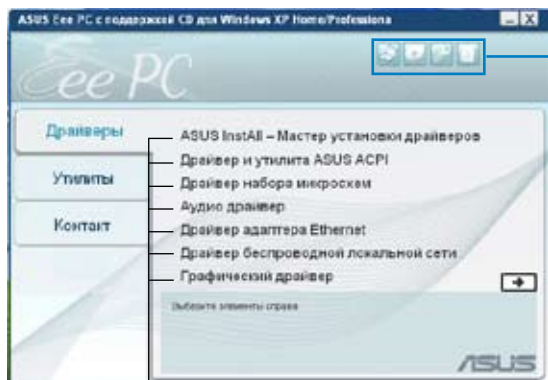 ASUS Eee PC с поддержкой CD для Windows XP Home/Professiona
Eee PC
Драйверы
Утилиты
Контакт
ASUS InstAll – Мастер установки драйверов
Драйвер и утилита ASUS ACPI
Драйвер набора микросхем
Аудио драйвер
Драйвер адаптера Ethernet
Драйвер беспроводной локальной сети
Графический драйвер
Выберите элементы справа
ASUS